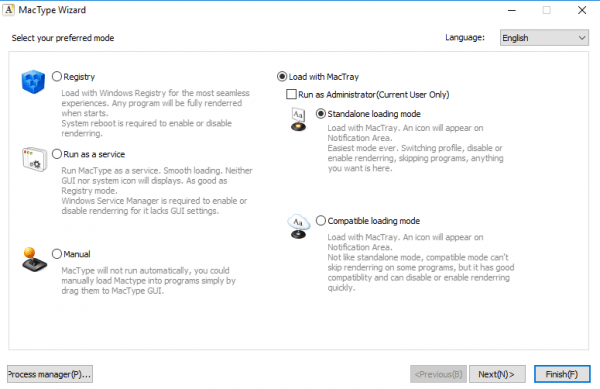 MacType Wizard
Select your preferred mode
Language:
English
Registry
Load with Windows Registry for the most seamless
experiences. Any program will be fully rendered
when starts.
System reboot is required to enable or disable
rendering.
Run as a service
Run MacType as a service. Smooth loading. Neither
GUI nor system icon will displays. As good as
Registry mode.
Windows Service Manager is required to enable or
disable rendering for it lacks GUI settings.
Manual
MacType will not run automatically, you could
manually load Mactype into programs simply by
drag them to MacType GUI.
Load with MacTray
Run as Administrator(Current User Only)
Aa
Standalone loading mode
Load with MacTray. An icon will appear on
Notification Area.
Easiest mode ever. Switching profile, disable or
enable rendering, skipping programs, anything
you want is here.
Aa
Compatible loading mode
Load with MacTray. An icon will appear on
Notification Area.
Not like standalone mode, compatible mode can't
skip rendering on some programs, but it has good
compatiblity and can disable or enable rendering
quickly.
Process manager(P)...
<Previous(B)
Next(N)>
Finish(F)